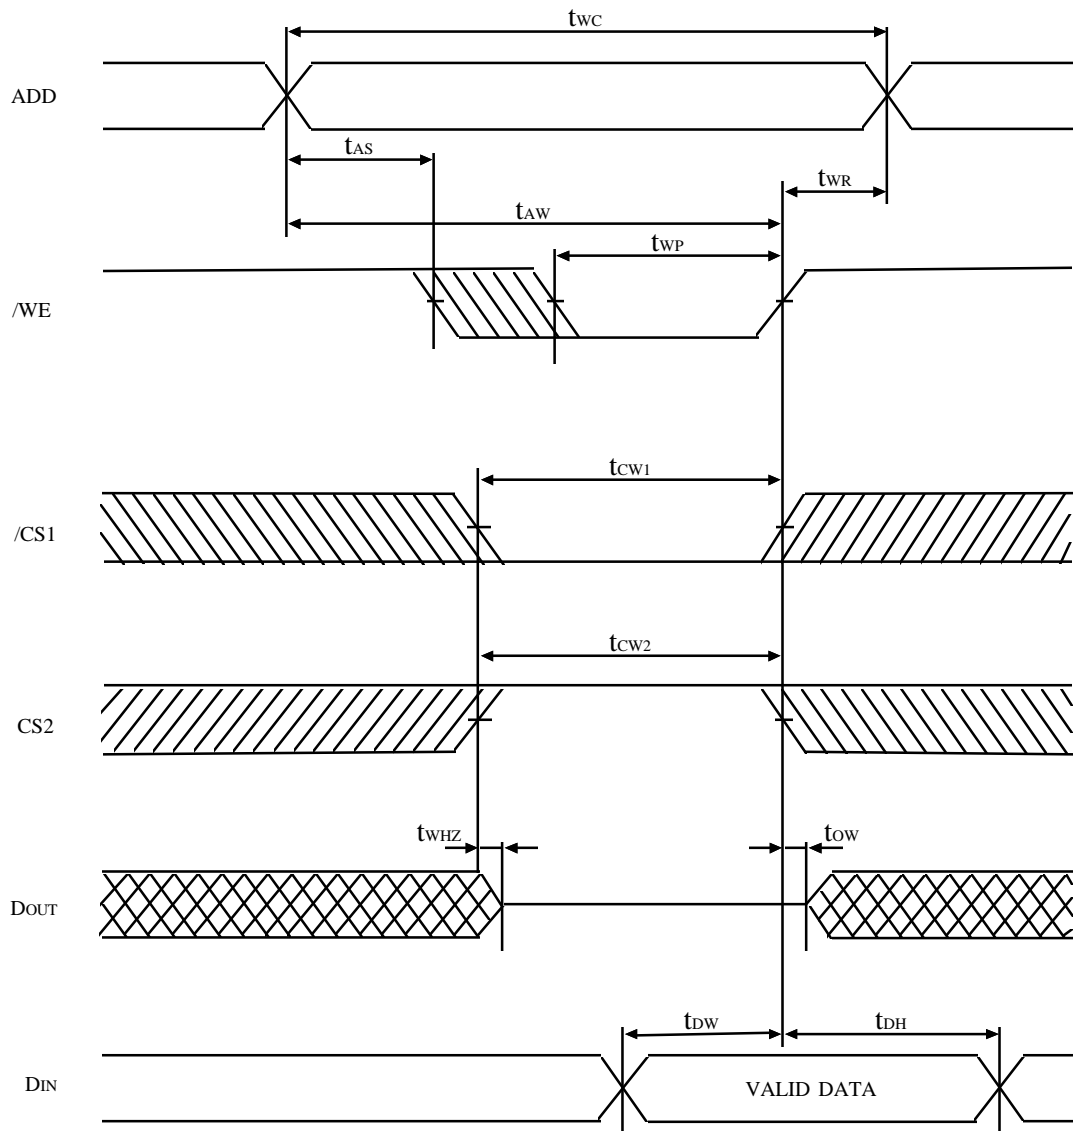 tWC
ADD
tAS
tWR
tAW
tWP
/WE
tCW1
/CS1
tCW2
CS2
tWHZ
tOW
DOUT
tDW
tDH
DIN
VALID DATA